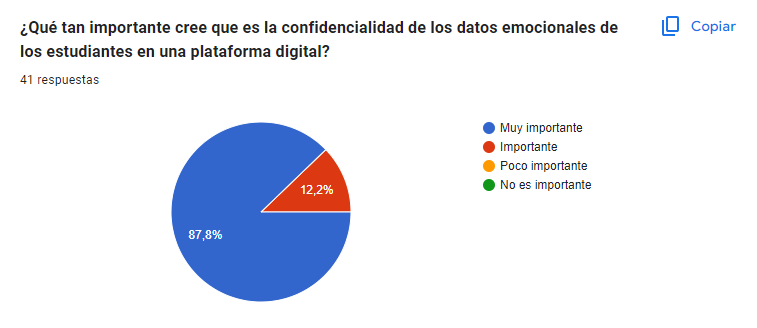 ¿Qué tan importante cree que es la confidencialidad de los datos emocionales de
los estudiantes en una plataforma digital?
Copiar
41 respuestas
Muy importante
Importante
Poco importante
No es importante
12,2%
87,8%